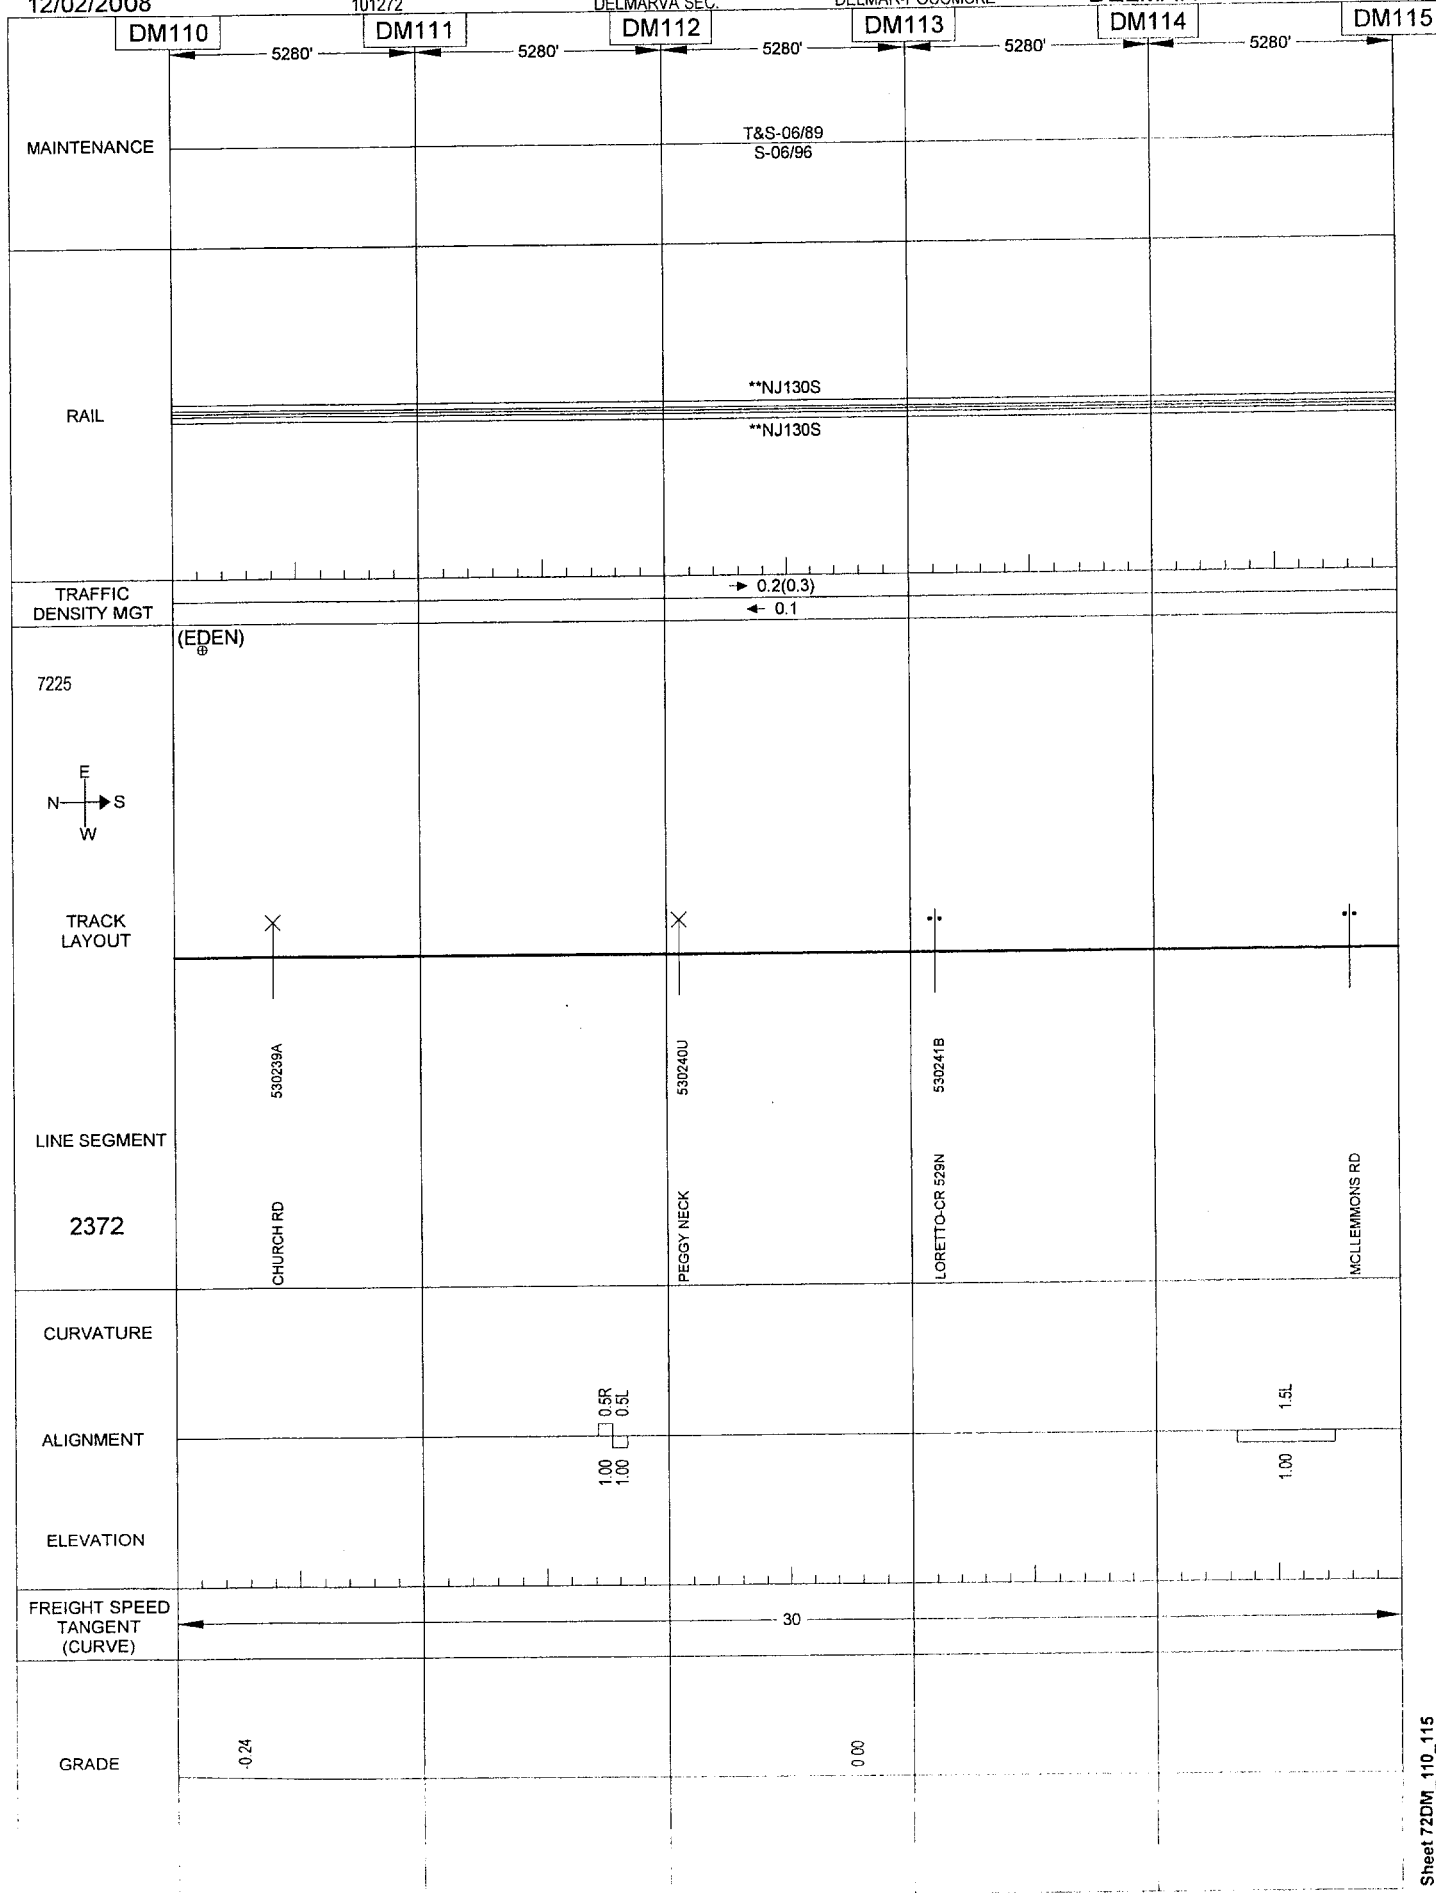 12/02/2008 101272 DELMARVA SEC.
DM110 DM111 DM112 DM113 DM114 DM115
5280' 5280' 5280' 5280' 5280'
MAINTENANCE
T&S-06/89
S-06/96
RAIL
**NJ130S
**NJ130S
TRAFFIC
DENSITY MGT
→ 0.2(0.3)
← 0.1
(EDEN)
7225
E
N S
W
TRACK
LAYOUT
530239A
530240U
530241B
LINE SEGMENT
2372
CHURCH RD
PEGGY NECK
LORETTO-CR 529N
MCLLEMMONS RD
CURVATURE
0.5R
0.5L
1.5L
ALIGNMENT
1.00
1.00
1.00
ELEVATION
FREIGHT SPEED
TANGENT
(CURVE)
30
GRADE
-0.24
0.00
Sheet 72DM_110_115